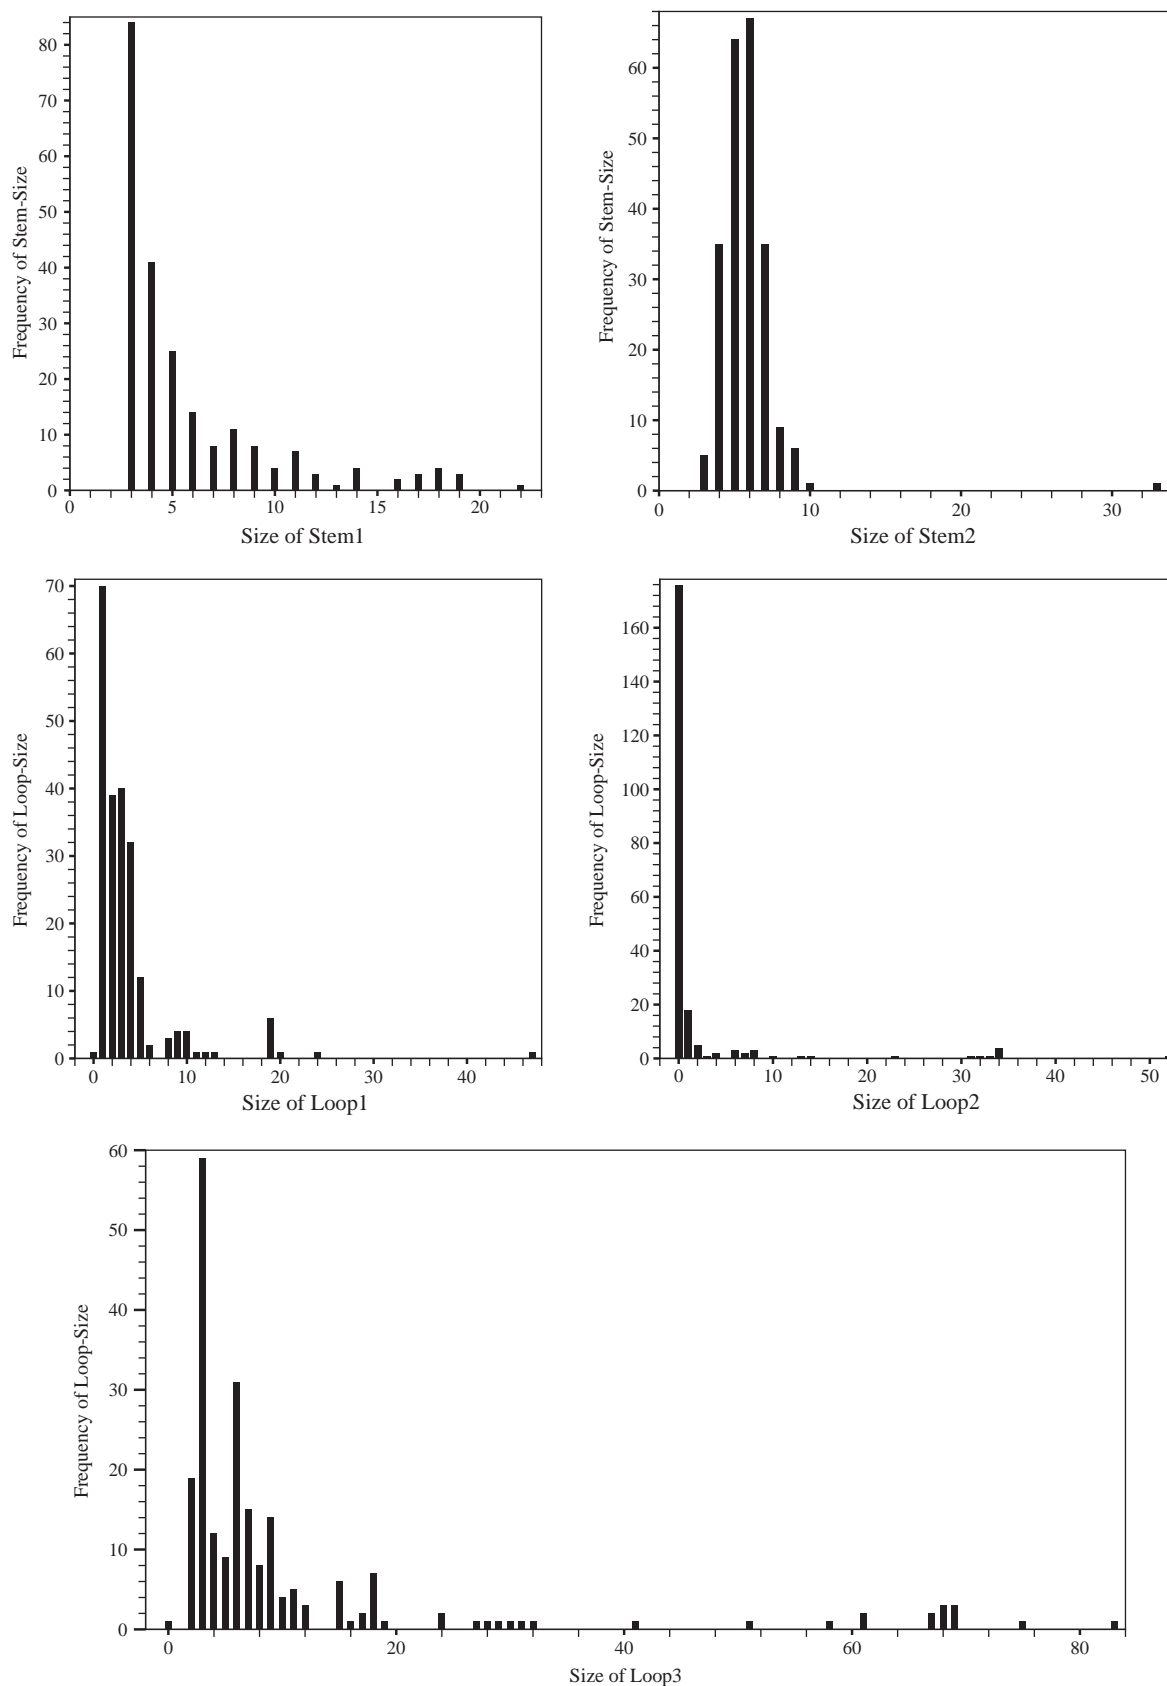 80
70
60
50
40
30
20
10
0
Frequency of Stem-Size
0 5 10 15 20
Size of Stem1
60
50
40
30
20
10
0
Frequency of Stem-Size
0 10 20 30
Size of Stem2
70
60
50
40
30
20
10
0
Frequency of Loop-Size
0 10 20 30 40
Size of Loop1
160
140
120
100
80
60
40
20
0
Frequency of Loop-Size
0 10 20 30 40 50
Size of Loop2
60
50
40
30
20
10
0
Frequency of Loop-Size
0 20 40 60 80
Size of Loop3